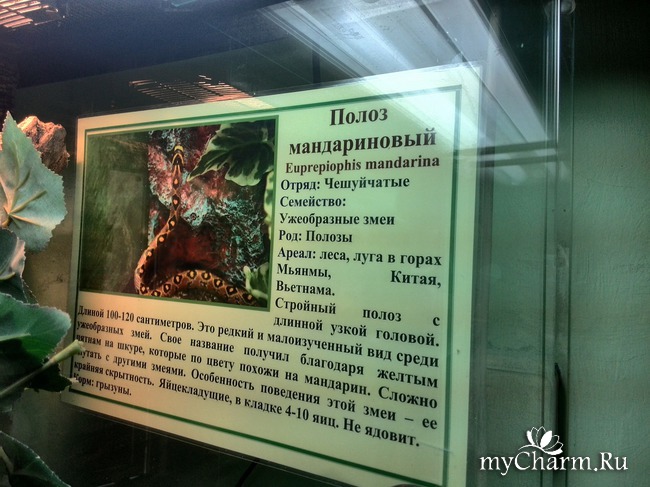 Полоз
мандариновый
Euprepiophis mandarina
Отряд: Чешуйчатые
Семейство:
Ужеобразные змеи
Род: Полозы
Ареал: леса, луга в горах
Мьянмы, Китая,
Вьетнама.
Стройный полоз с
длинной узкой головой.
Длиной 100-120 сантиметров. Это редкий и малоизученный вид среди
ужеобразных змей. Свое название получил благодаря желтым
пятнам на шкуре, которые по цвету похожи на мандарин. Сложно
спутать с другими змеями. Особенность поведения этой змеи – ее
крайняя скрытность. Яйцекладущие, в кладке 4-10 яиц. Не ядовит.
Корм: грызуны.
myCharm.Ru